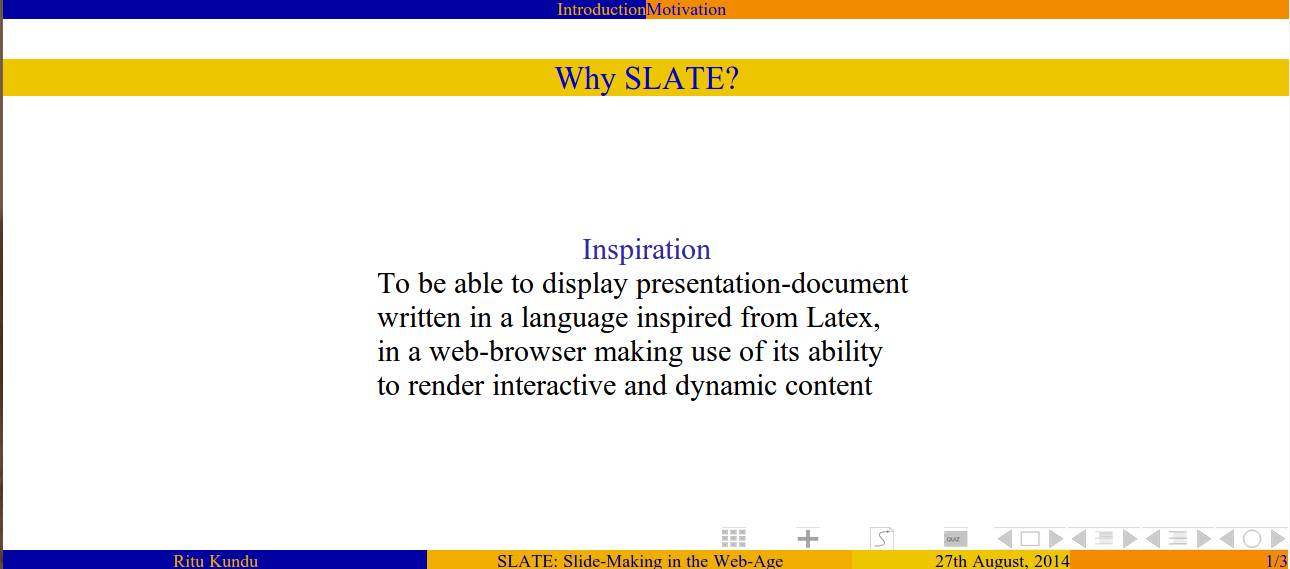 Introduction Motivation
Why SLATE?
Inspiration
To be able to display presentation-document
written in a language inspired from Latex,
in a web-browser making use of its ability
to render interactive and dynamic content
QUIZ
Ritu Kundu SLATE: Slide-Making in the Web-Age 27th August, 2014 1/3